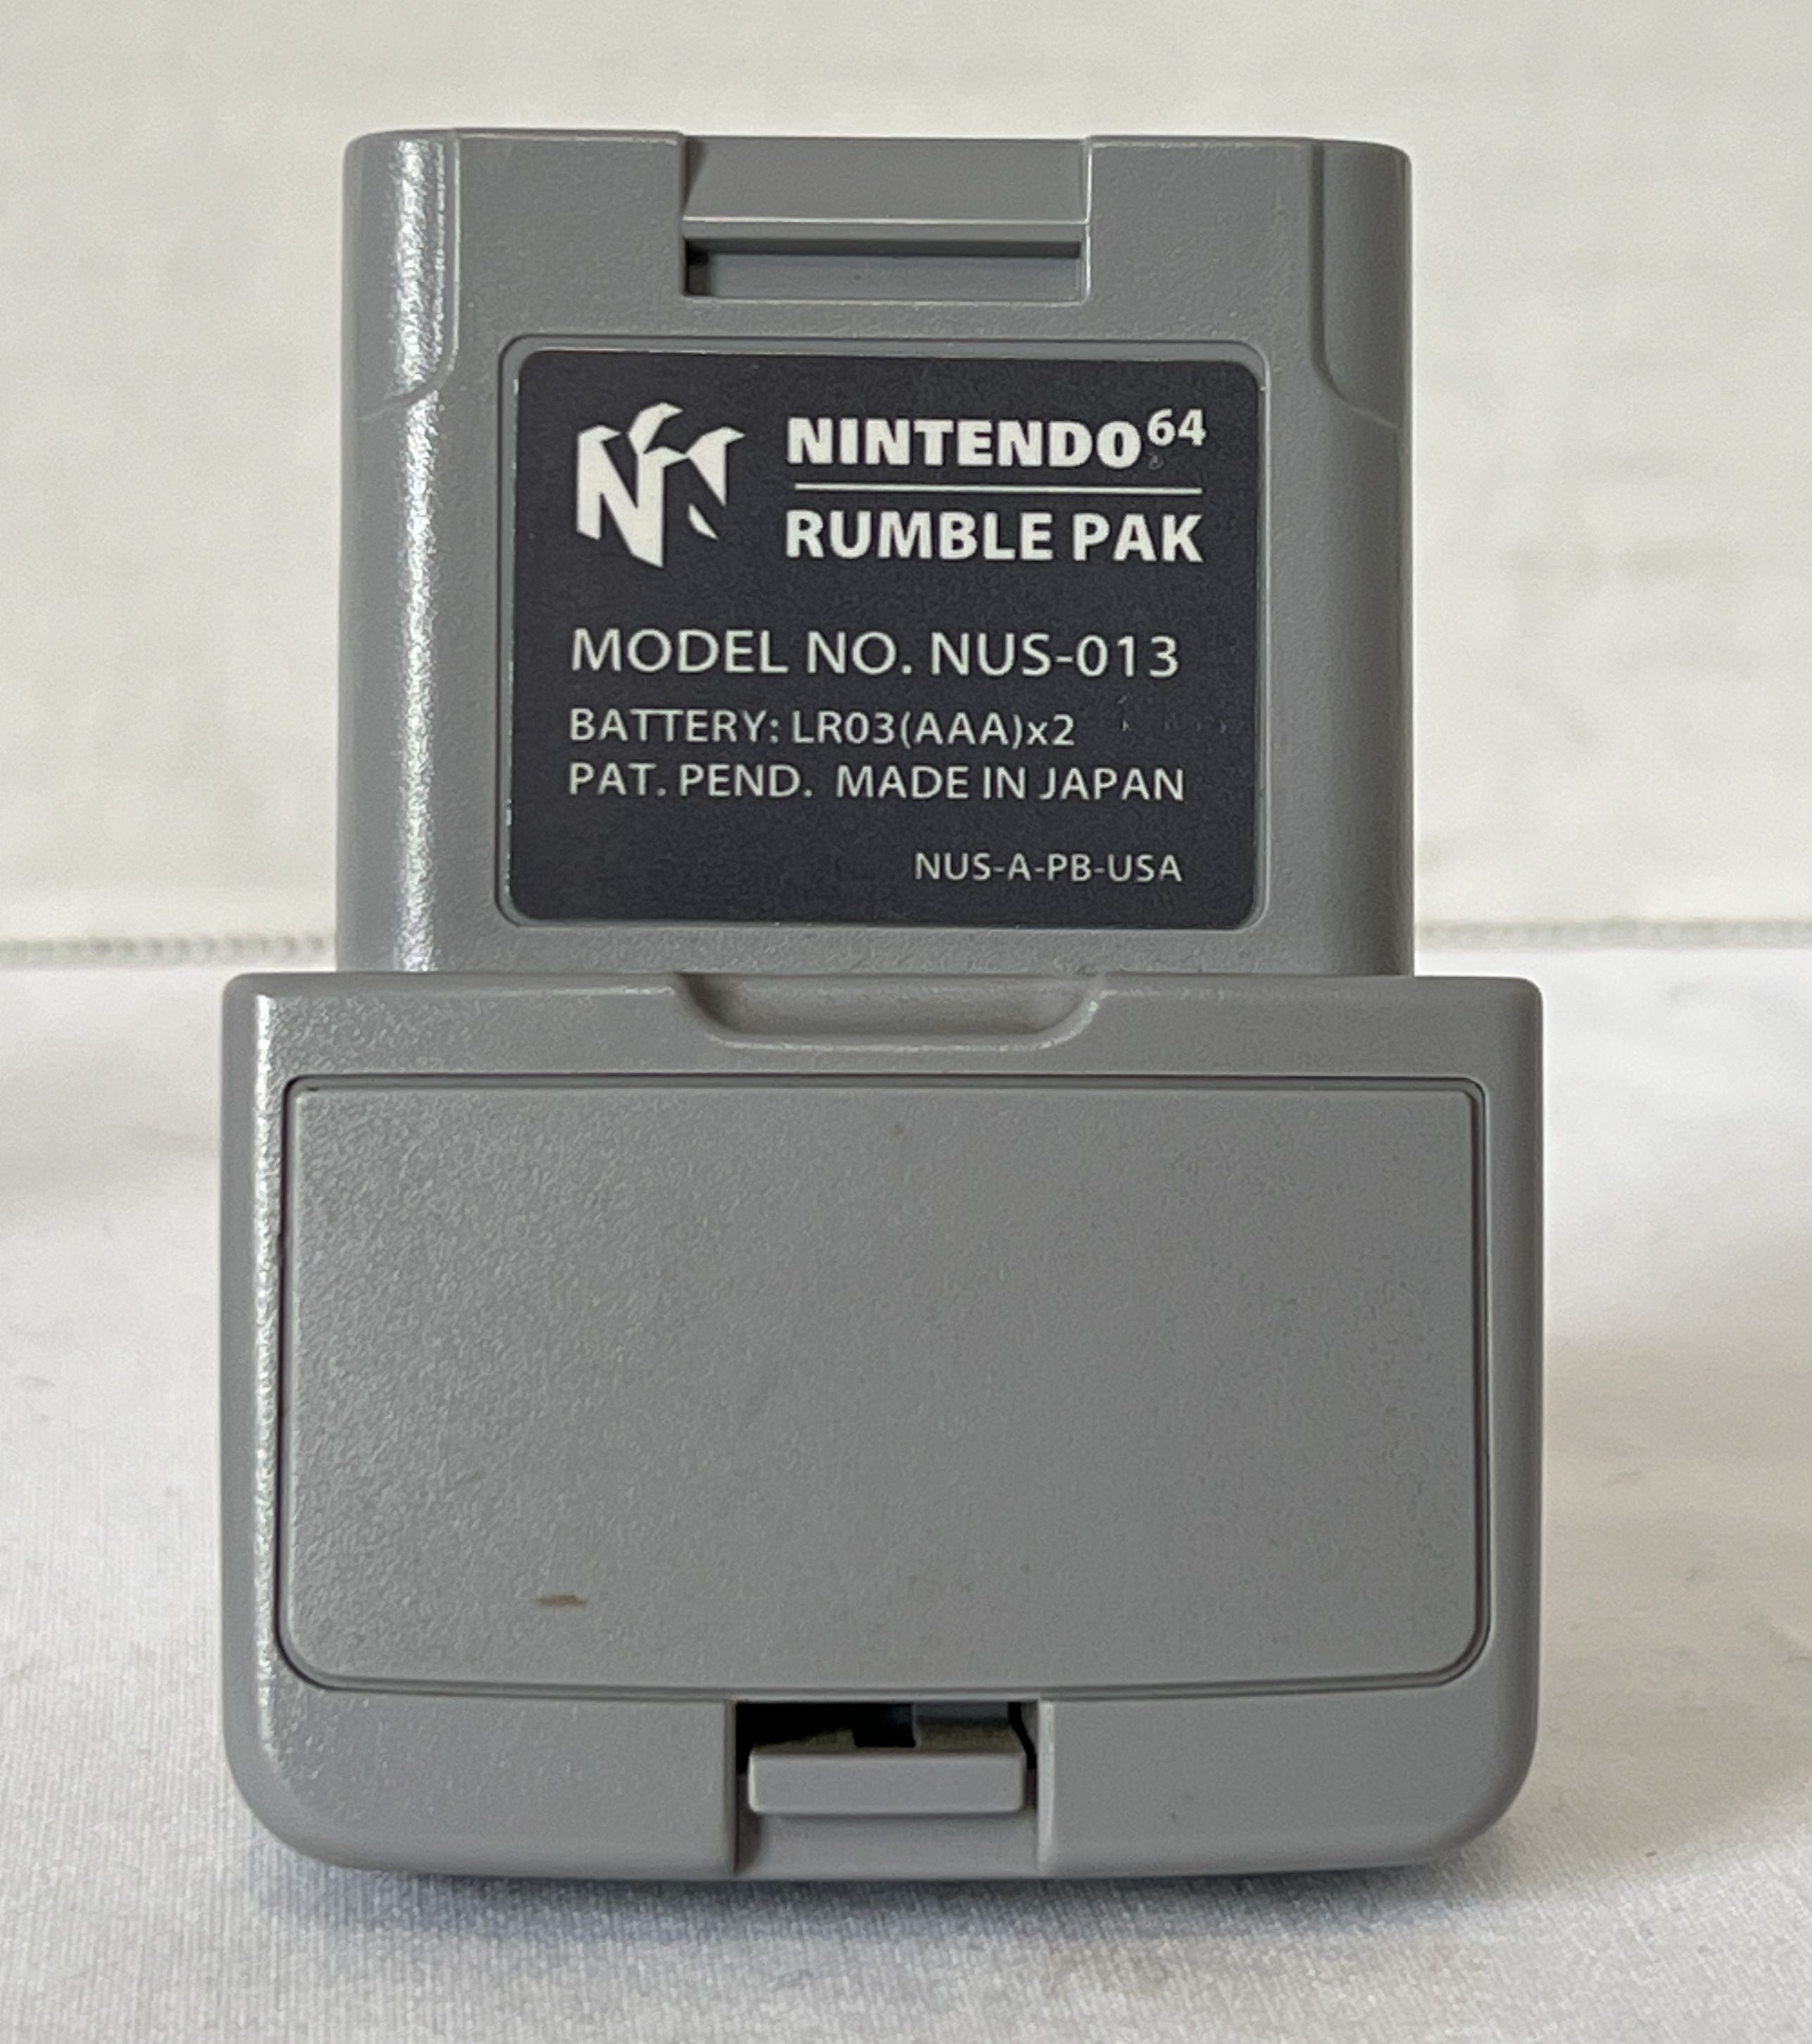 NINTENDO64
RUMBLE PAK
MODEL NO. NUS-013
BATTERY: LR03(AAA)x2
PAT. PEND. MADE IN JAPAN
NUS-A-PB-USA